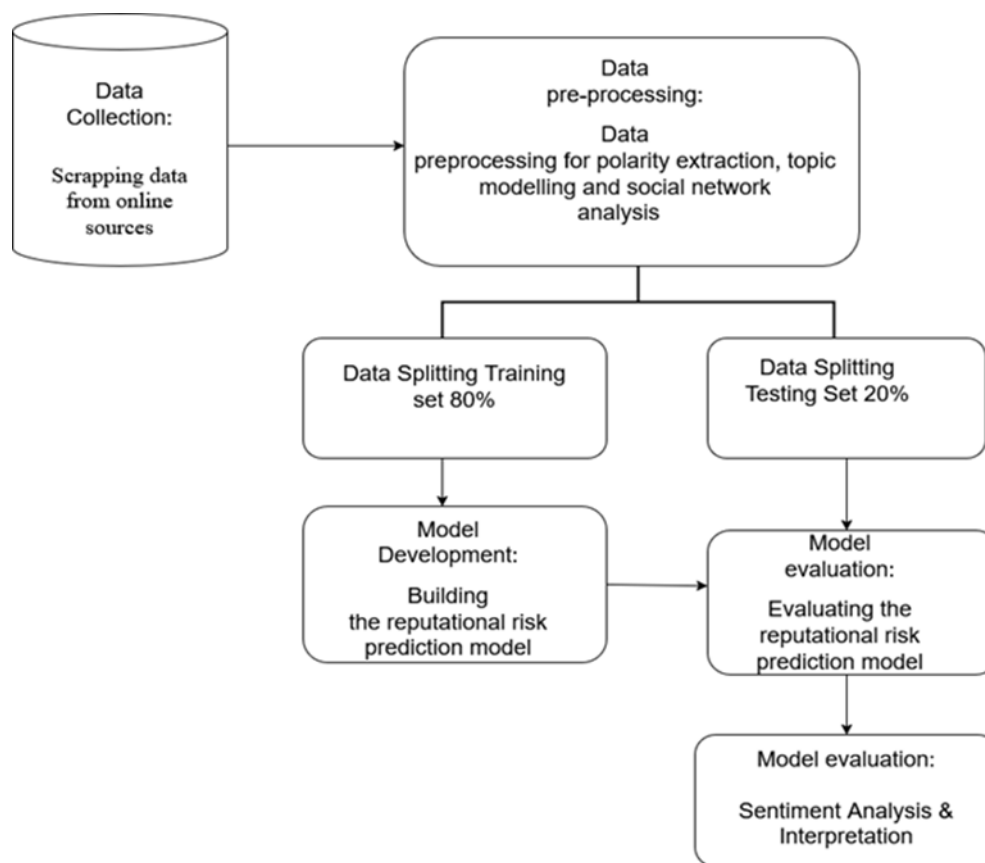 Data
Collection:
Scrapping data
from online
sources
Data
pre-processing:
Data
preprocessing for polarity extraction, topic
modelling and social network
analysis
Data Splitting Training
set 80%
Data Splitting
Testing Set 20%
Model
Development:
Building
the reputational risk
prediction model
Model
evaluation:
Evaluating the
reputational risk
prediction model
Model evaluation:
Sentiment Analysis &
Interpretation